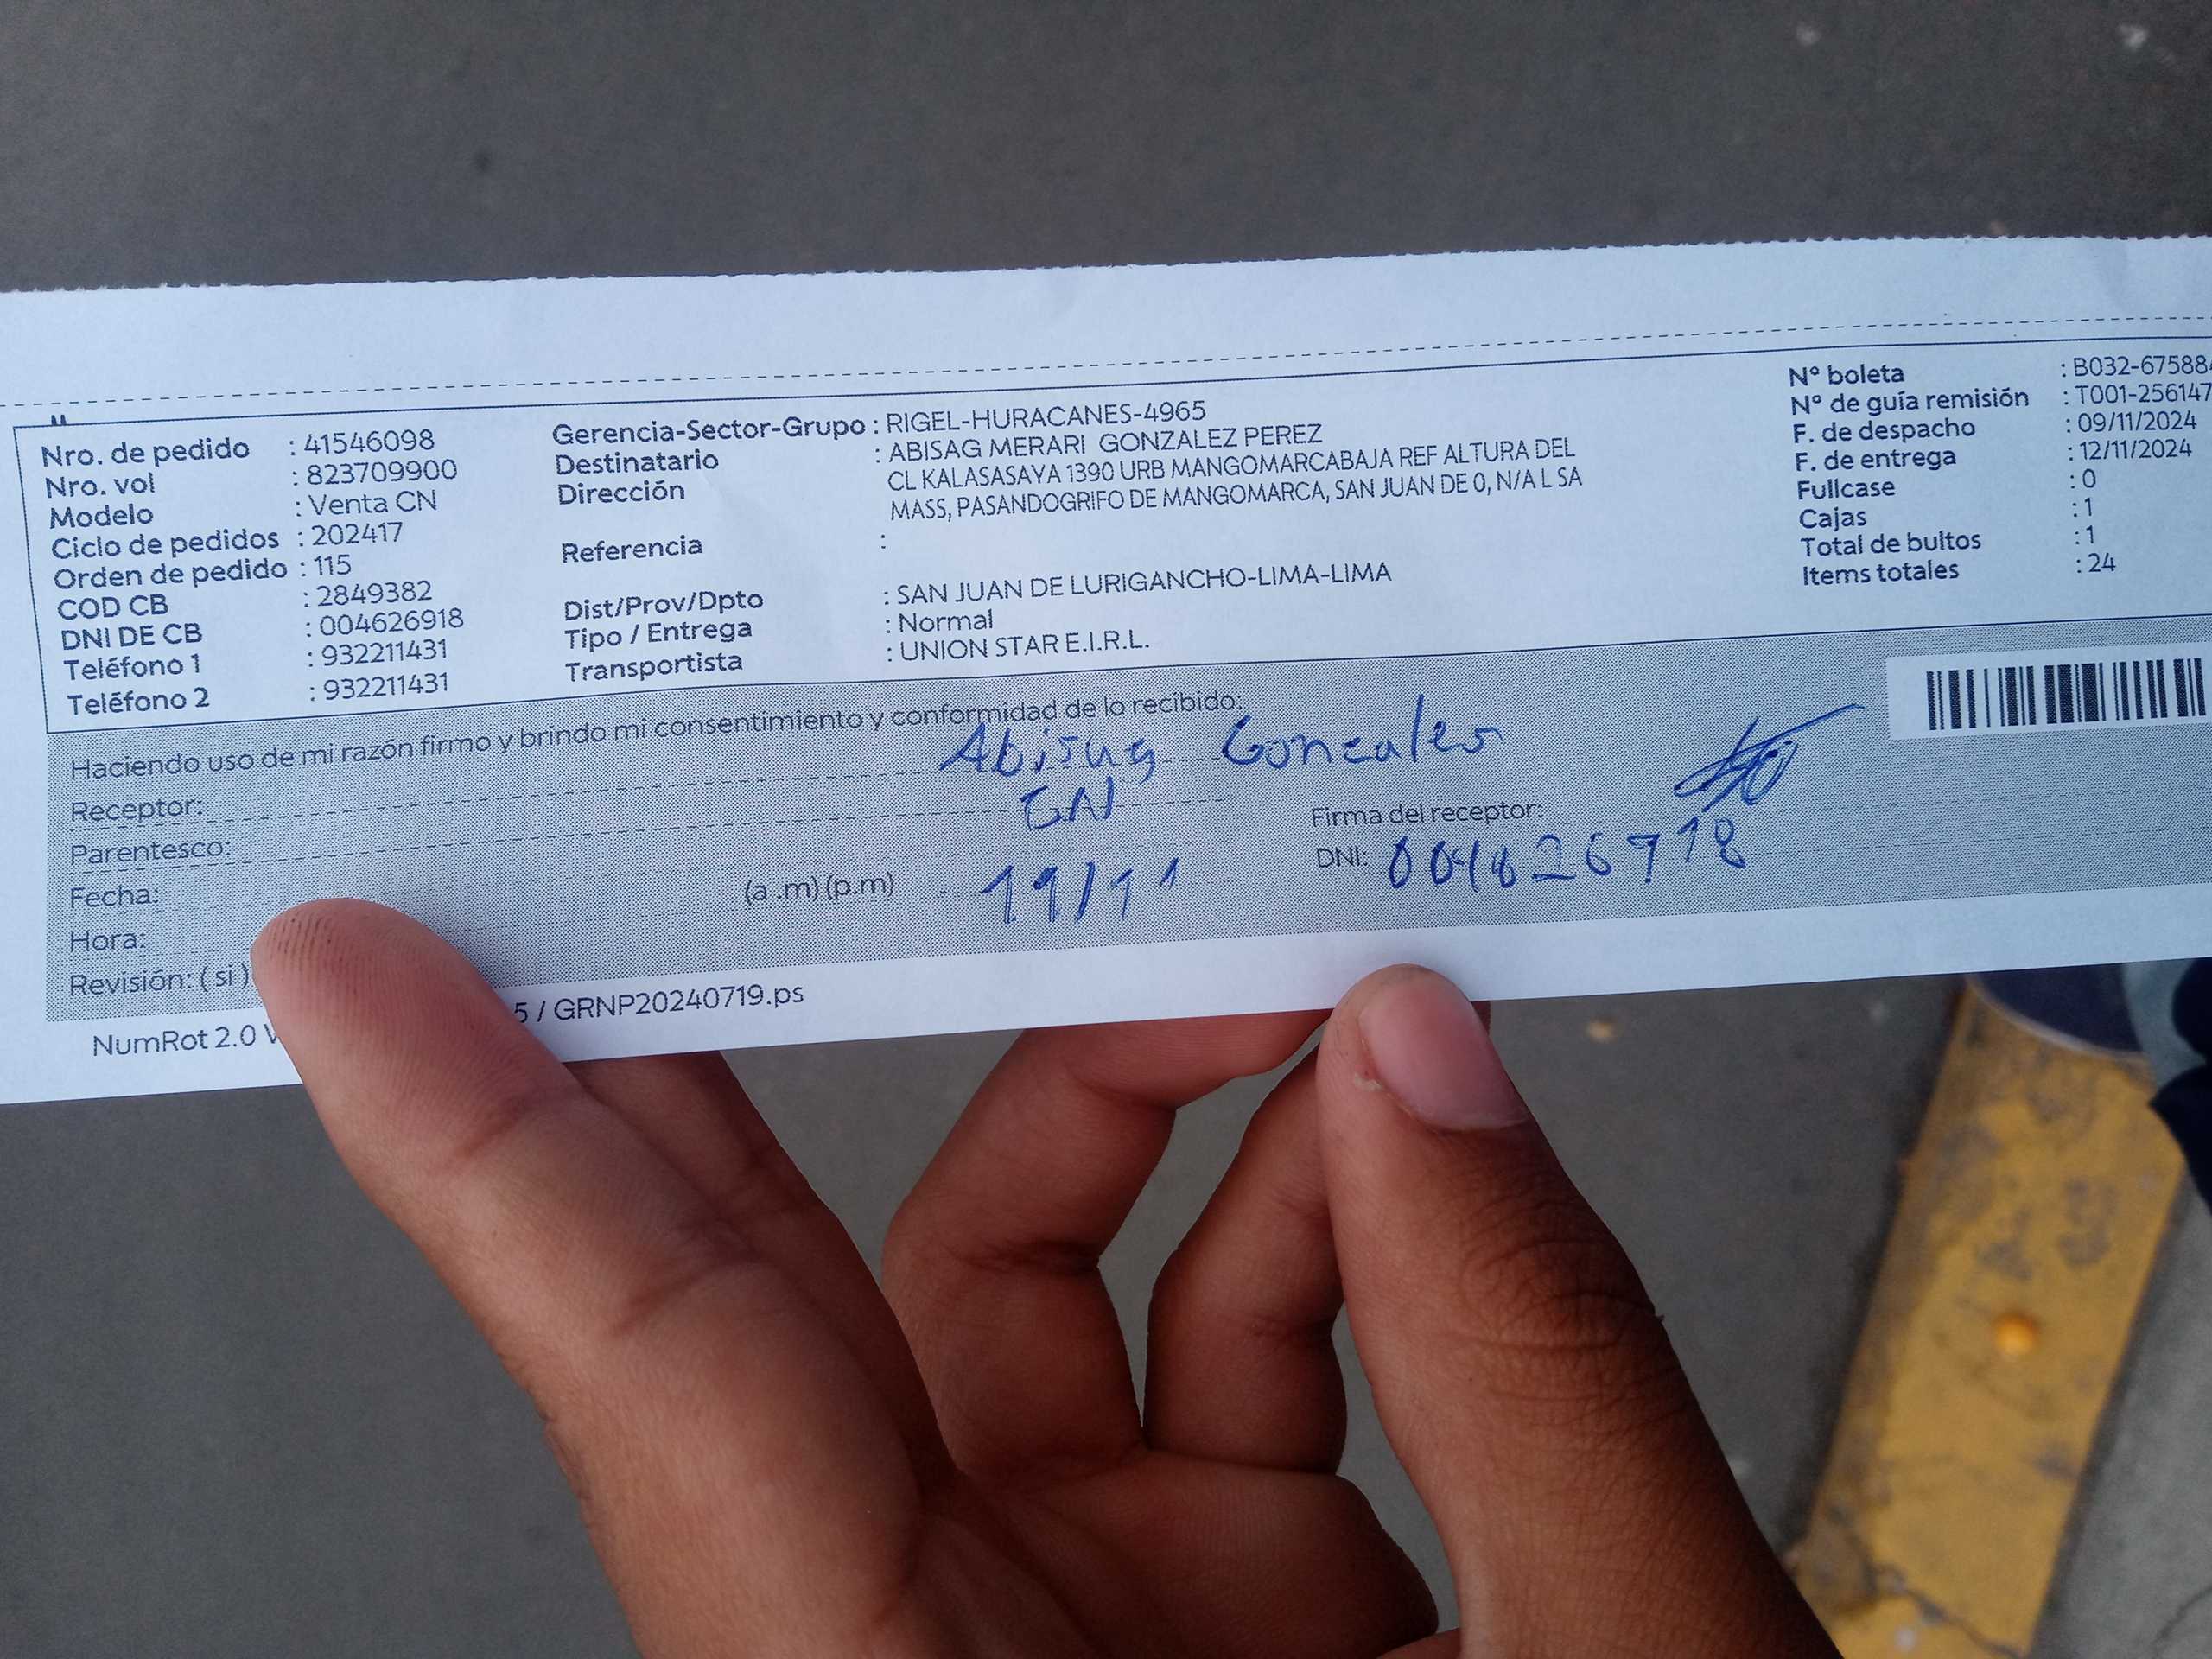 Nro. de pedido : 41546098
Nro. vol : 823709900
Modelo : Venta CN
Ciclo de pedidos : 202417
Orden de pedido : 115
COD CB : 2849382
DNI DE CB : 004626918
Teléfono 1 : 932211431
Teléfono 2 : 932211431
Gerencia-Sector-Grupo : RIGEL-HURACANES-4965
Destinatario : ABISAG MERARI GONZALEZ PEREZ
Dirección CL KALASASAYA 1390 URB MANGOMARCABAJA REF ALTURA DEL
MASS, PASANDOGRIFO DE MANGOMARCA, SAN JUAN DE 0, N/A L SA
Referencia :
Dist/Prov/Dpto : SAN JUAN DE LURIGANCHO-LIMA-LIMA
Tipo / Entrega : Normal
Transportista : UNION STAR E.I.R.L.
Nº boleta : B032-67588
Nº de guía remisión : T001-256147
F. de despacho : 09/11/2024
F. de entrega : 12/11/2024
Fullcase : 0
Cajas : 1
Total de bultos : 1
Items totales : 24
Haciendo uso de mi razón firmo y brindo mi consentimiento y conformidad de lo recibido:
Receptor: Abisag Gonzales
Parentesco:
Fecha: (a .m) (p.m) 11/11
Hora:
Revisión: ( si )
Firma del receptor:
DNI:
NumRot 2.0 5 / GRNP20240719.ps